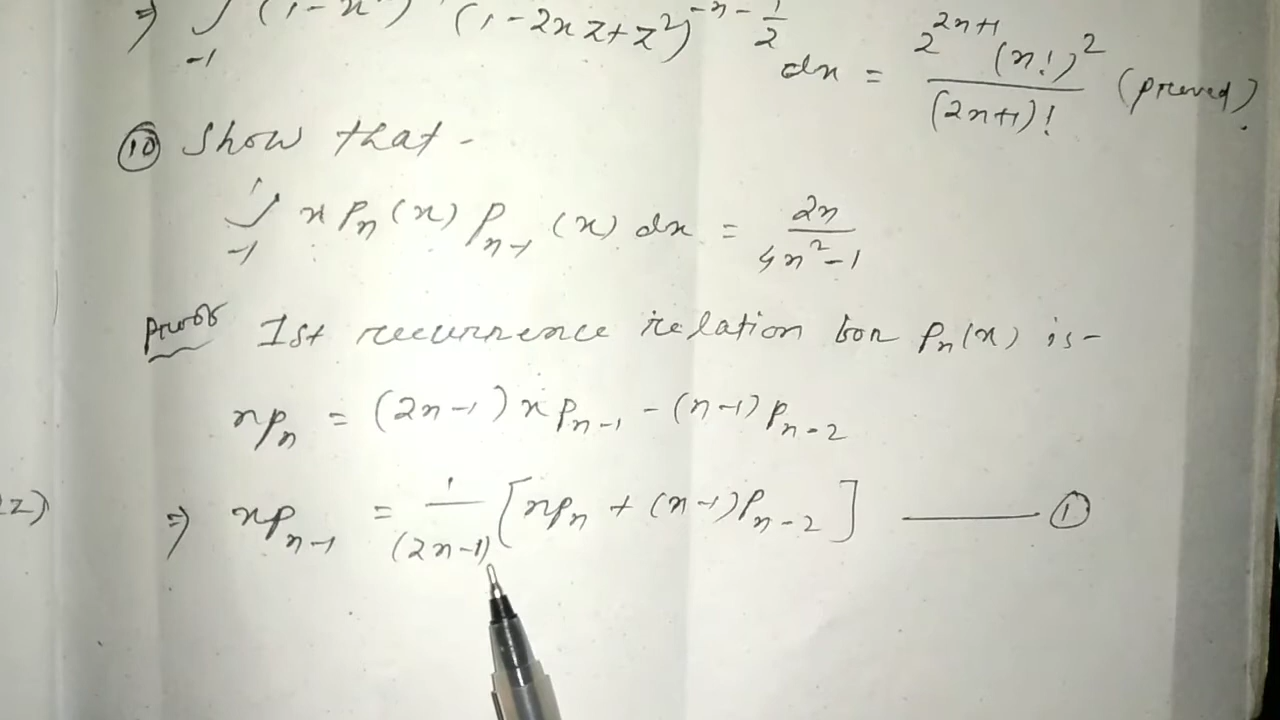 ⇒ ∫₋₁ (1-x²) (1-2xz+z²)^(-n-1/2) dx = 2^(2n+1) (n!)² / (2n+1)! (proved).
⑩ Show that -
∫₋₁¹ x Pₙ(x) Pₙ₋₁(x) dx = 2n / (4n²-1)
Proof 1st recurrence relation for Pₙ(x) is-
nPₙ = (2n-1) x Pₙ₋₁ - (n-1) Pₙ₋₂
z) ⇒ xPₙ₋₁ = 1/(2n-1) [nPₙ + (n-1)Pₙ₋₂] —— ①